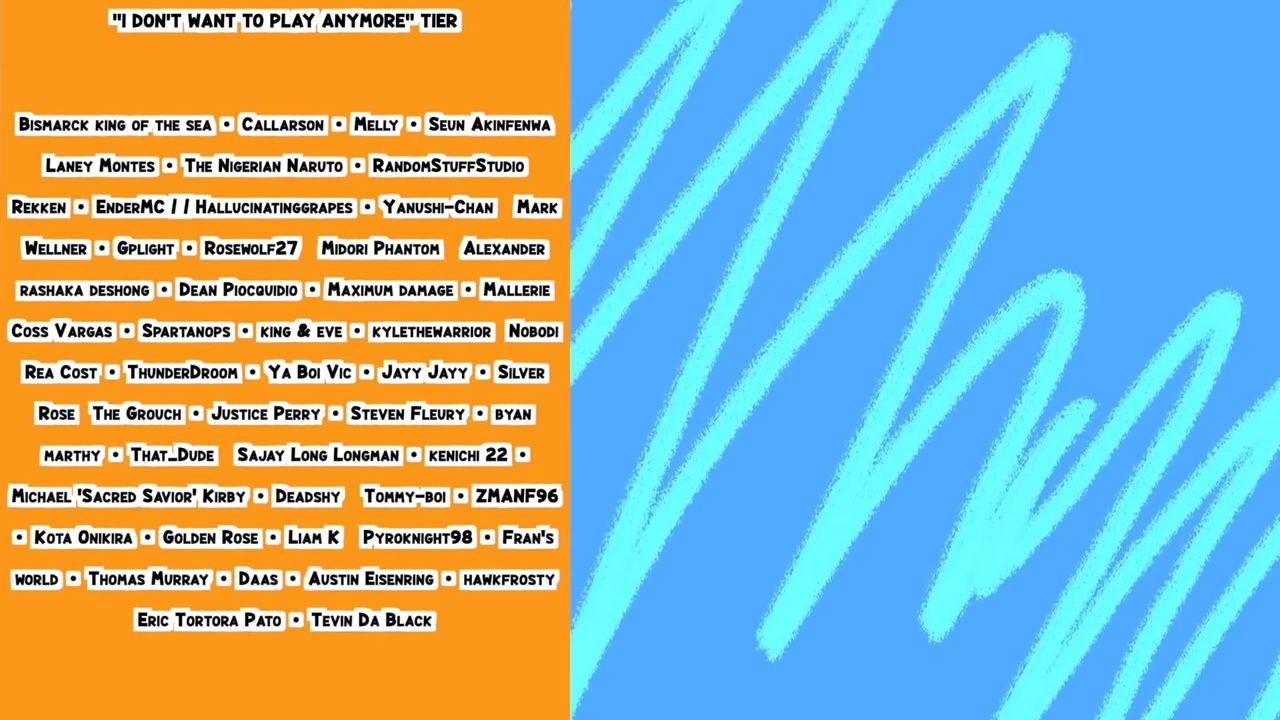 "I DON'T WANT TO PLAY ANYMORE" TIER
BISMARCK KING OF THE SEA • CALLARSON • MELLY • SEUN AKINFENWA
LANEY MONTES • THE NIGERIAN NARUTO • RANDOMSTUFFSTUDIO
REKKEN • ENDERMC // HALLUCINATINGGRAPES • YANUSHI-CHAN MARK
WELLNER • GPLIGHT • ROSEWOLF27 MIDORI PHANTOM ALEXANDER
RASHAKA DESHONG • DEAN PIOCQUIDIO • MAXIMUM DAMAGE • MALLERIE
COSS VARGAS • SPARTANOPS • KING & EVE • KYLETHEWARRIOR NOBODI
REA COST • THUNDERDROOM • YA BOI VIC • JAYY JAYY • SILVER
ROSE THE GROUCH • JUSTICE PERRY • STEVEN FLEURY • BYAN
MARTHY • THAT_DUDE SAJAY LONG LONGMAN • KENICHI 22 •
MICHAEL 'SACRED SAVIOR' KIRBY • DEADSHY TOMMY-BOI • ZMANF96
• KOTA ONIKIRA • GOLDEN ROSE • LIAM K PYROKNIGHT98 • FRAN'S
WORLD • THOMAS MURRAY • DAAS • AUSTIN EISENRING • HAWKFROSTY
ERIC TORTORA PATO • TEVIN DA BLACK